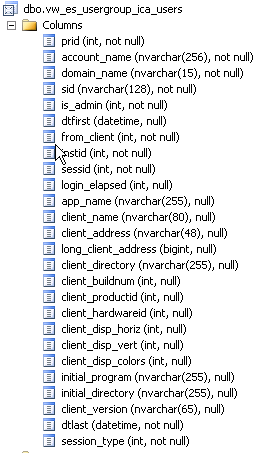 dbo.vw_es_usergroup_ica_users
Columns
prid (int, not null)
account_name (nvarchar(256), not null)
domain_name (nvarchar(15), not null)
sid (nvarchar(128), not null)
is_admin (int, not null)
dtfirst (datetime, null)
from_client (int, not null)
nstid (int, not null)
sessid (int, not null)
login_elapsed (int, null)
app_name (nvarchar(255), null)
client_name (nvarchar(80), null)
client_address (nvarchar(48), null)
long_client_address (bigint, null)
client_directory (nvarchar(255), null)
client_buildnum (int, null)
client_productid (int, null)
client_hardwareid (int, null)
client_disp_horiz (int, null)
client_disp_vert (int, null)
client_disp_colors (int, null)
initial_program (nvarchar(255), null)
initial_directory (nvarchar(255), null)
client_version (nvarchar(65), null)
dtlast (datetime, not null)
session_type (int, not null)